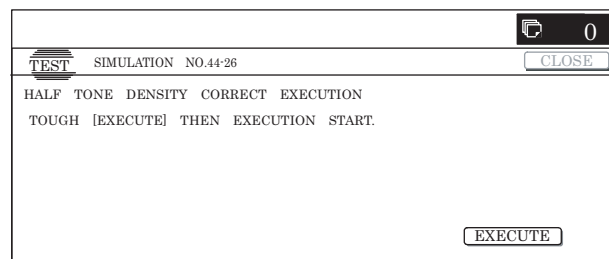 0
TEST SIMULATION NO.44-26 CLOSE
HALF TONE DENSITY CORRECT EXECUTION
TOUGH [EXECUTE] THEN EXECUTION START.
EXECUTE